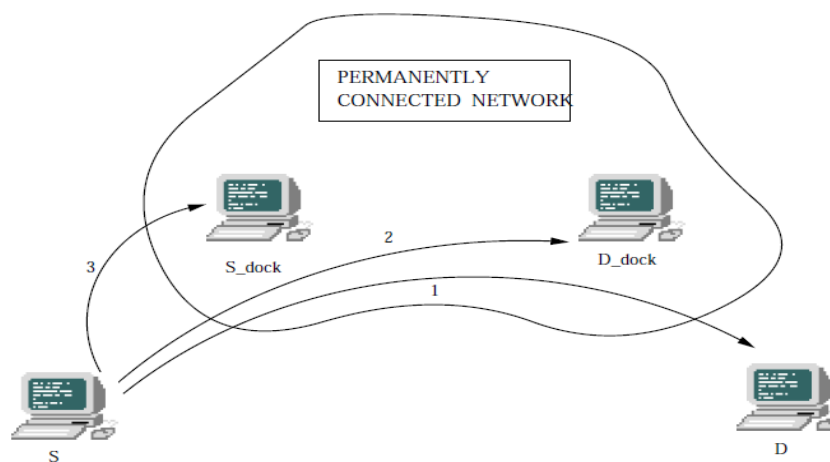 PERMANENTLY
CONNECTED NETWORK
S_dock
D_dock
3
2
1
S
D